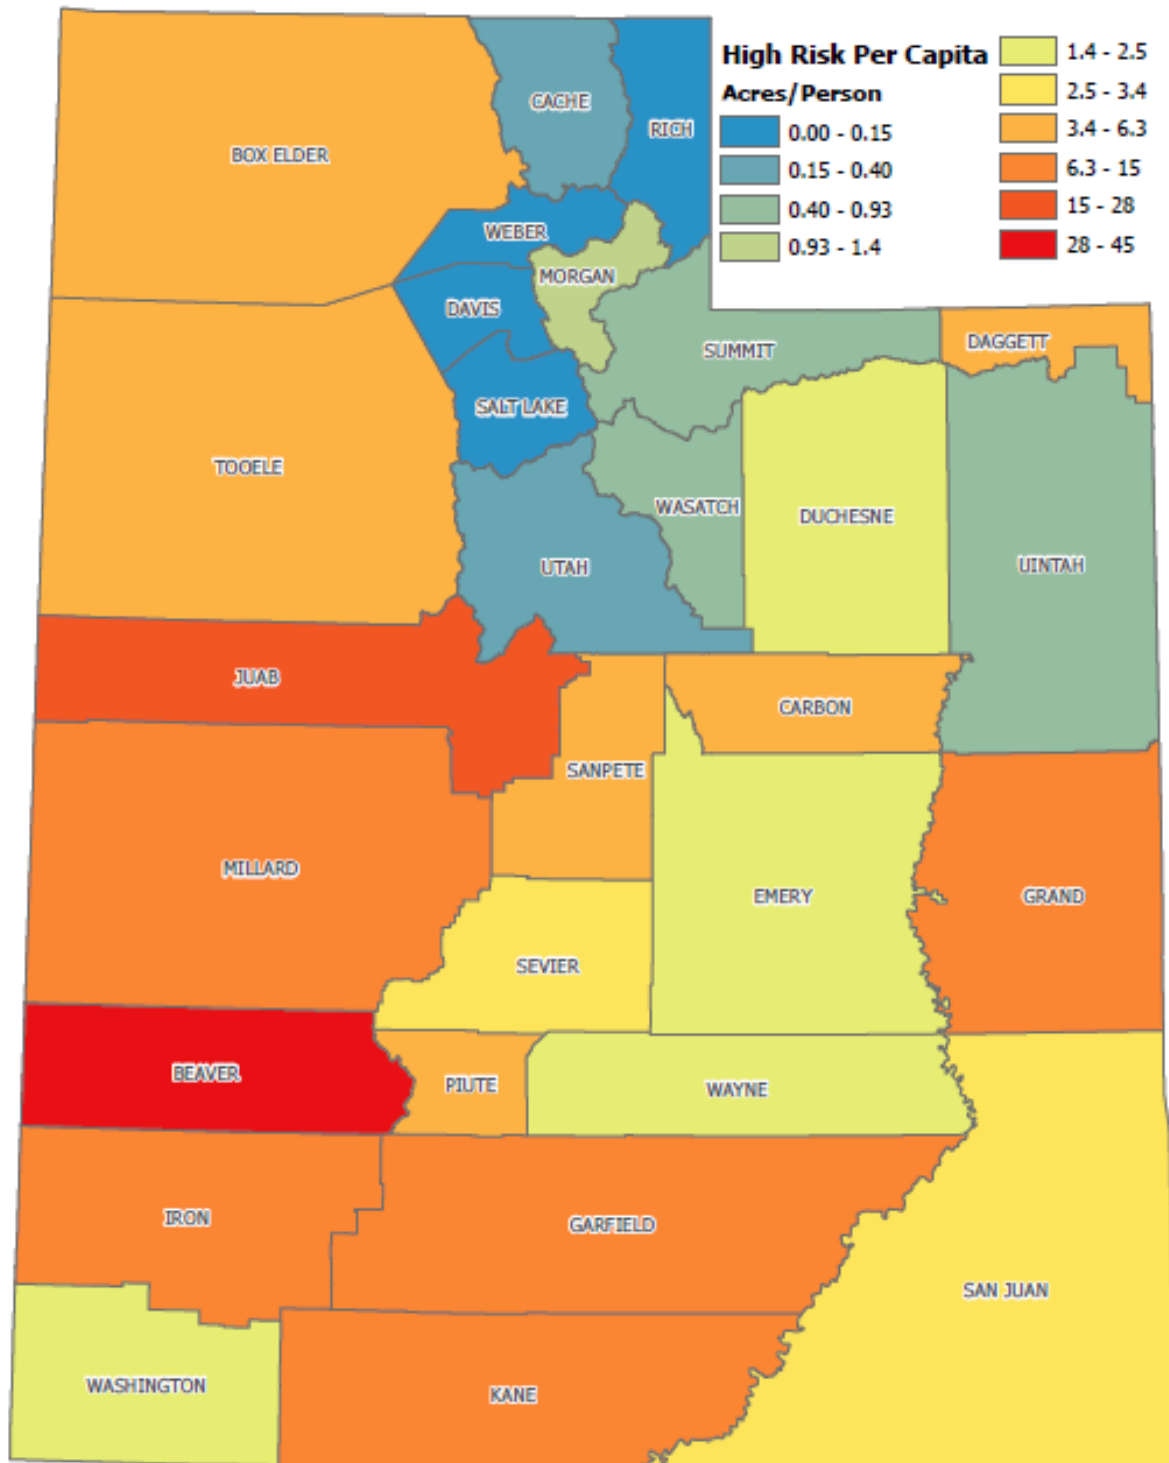 High Risk Per Capita
Acres/Person
0.00 - 0.15
0.15 - 0.40
0.40 - 0.93
0.93 - 1.4
1.4 - 2.5
2.5 - 3.4
3.4 - 6.3
6.3 - 15
15 - 28
28 - 45
CACHE
RICH
BOX ELDER
WEBER
MORGAN
DAVIS
DAGGETT
SUMMIT
SALT LAKE
TOOELE
WASATCH
DUCHESNE
UTAH
UINTAH
JUAB
CARBON
SANPETE
MILLARD
EMERY
GRAND
SEVIER
BEAVER
PIUTE
WAYNE
IRON
GARFIELD
SAN JUAN
WASHINGTON
KANE